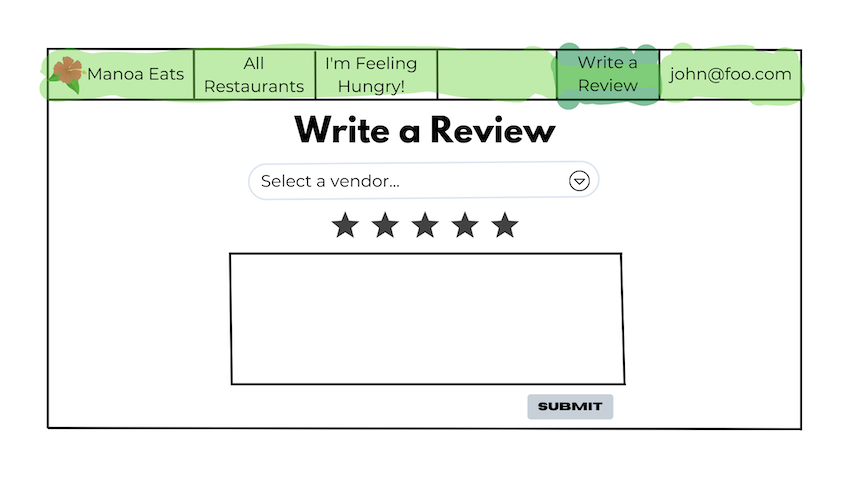 Manoa Eats
All
Restaurants
I'm Feeling
Hungry!
Write a
Review
john@foo.com
Write a Review
Select a vendor...
SUBMIT